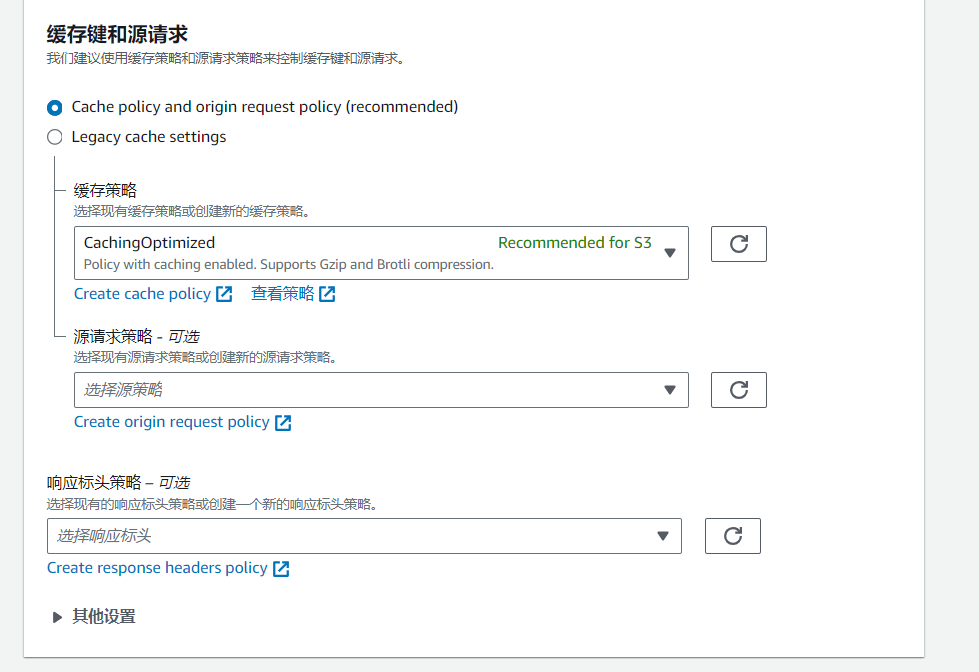 缓存键和源请求
我们建议使用缓存策略和源请求策略来控制缓存键和源请求。
Cache policy and origin request policy (recommended)
Legacy cache settings
缓存策略
选择现有缓存策略或创建新的缓存策略。
CachingOptimized Recommended for S3
Policy with caching enabled. Supports Gzip and Brotli compression.
Create cache policy 查看策略
源请求策略 - 可选
选择现有源请求策略或创建新的源请求策略。
选择源策略
Create origin request policy
响应标头策略 – 可选
选择现有的响应标头策略或创建一个新的响应标头策略。
选择响应标头
Create response headers policy
其他设置